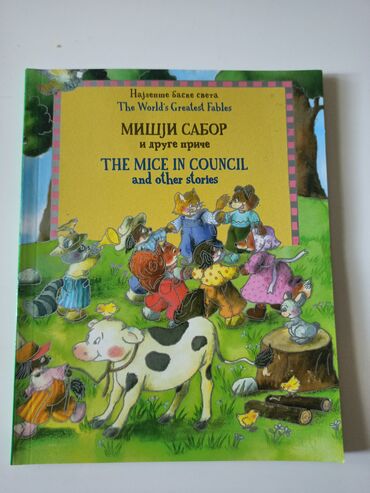 Најлепше басне света
The World's Greatest Fables
МИШЈИ САБОР
и друге приче
THE MICE IN COUNCIL
and other stories